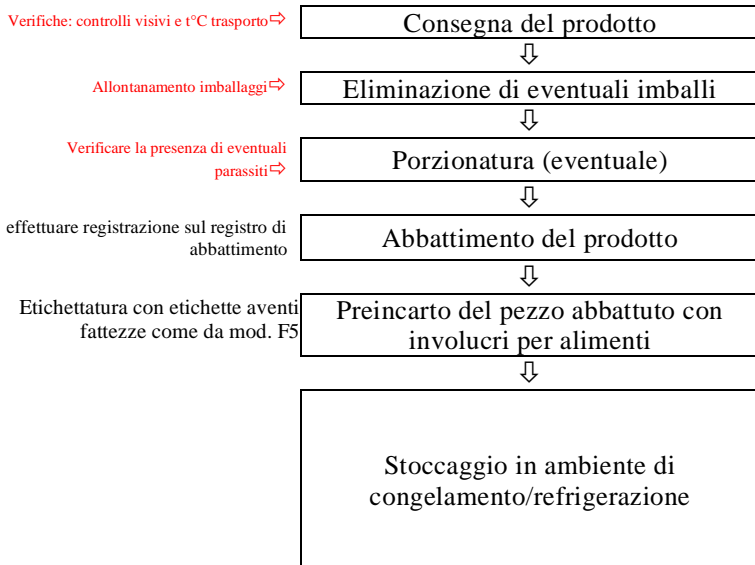 Verifiche: controlli visivi e t°C trasporto⇨
Consegna del prodotto
⇩
Allontanamento imballaggi⇨
Eliminazione di eventuali imballi
⇩
Verificare la presenza di eventuali
parassiti⇨
Porzionatura (eventuale)
⇩
effettuare registrazione sul registro di
abbattimento
Abbattimento del prodotto
⇩
Etichettatura con etichette aventi
fattezze come da mod. F5
Preincarto del pezzo abbattuto con
involucri per alimenti
⇩
Stoccaggio in ambiente di
congelamento/refrigerazione